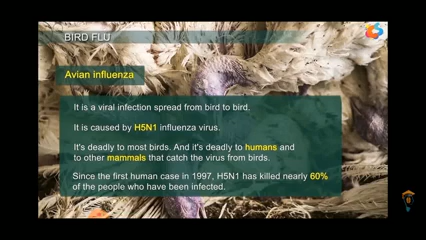 BIRD FLU
Avian influenza
It is a viral infection spread from bird to bird.
It is caused by H5N1 influenza virus.
It's deadly to most birds. And it's deadly to humans and
to other mammals that catch the virus from birds.
Since the first human case in 1997, H5N1 has killed nearly 60%
of the people who have been infected.